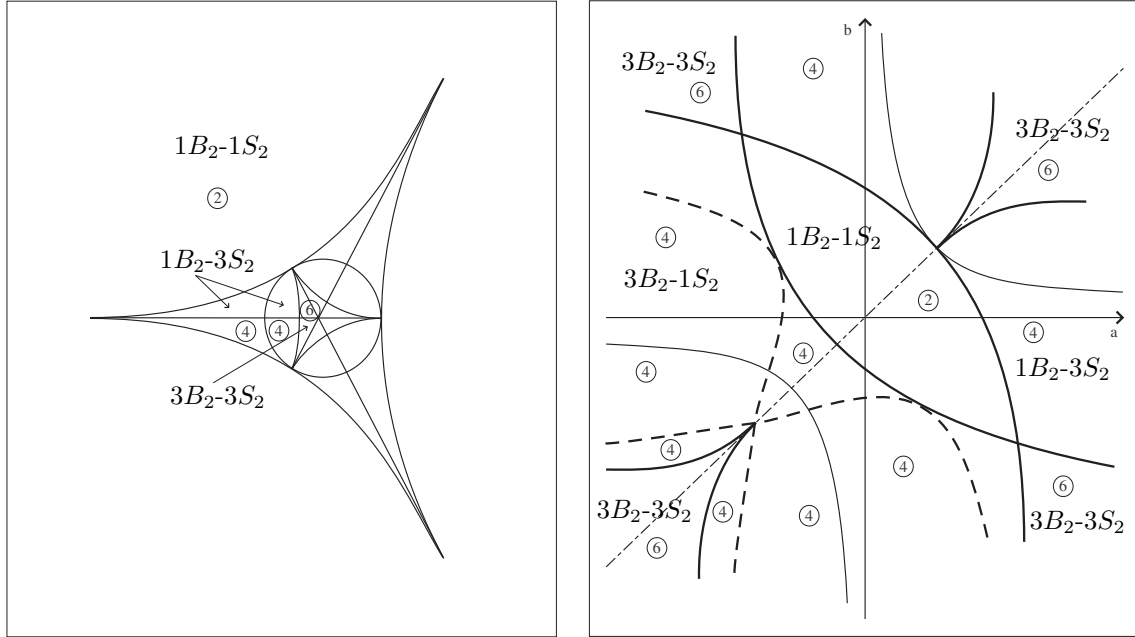 1B₂-1S₂
②
1B₂-3S₂
⑥
④ ④
3B₂-3S₂
b
3B₂-3S₂
④
⑥
3B₂-3S₂
⑥
④
1B₂-1S₂
3B₂-1S₂
②
④
④
a
④
1B₂-3S₂
④
④
④
3B₂-3S₂
④
④
⑥
3B₂-3S₂
⑥